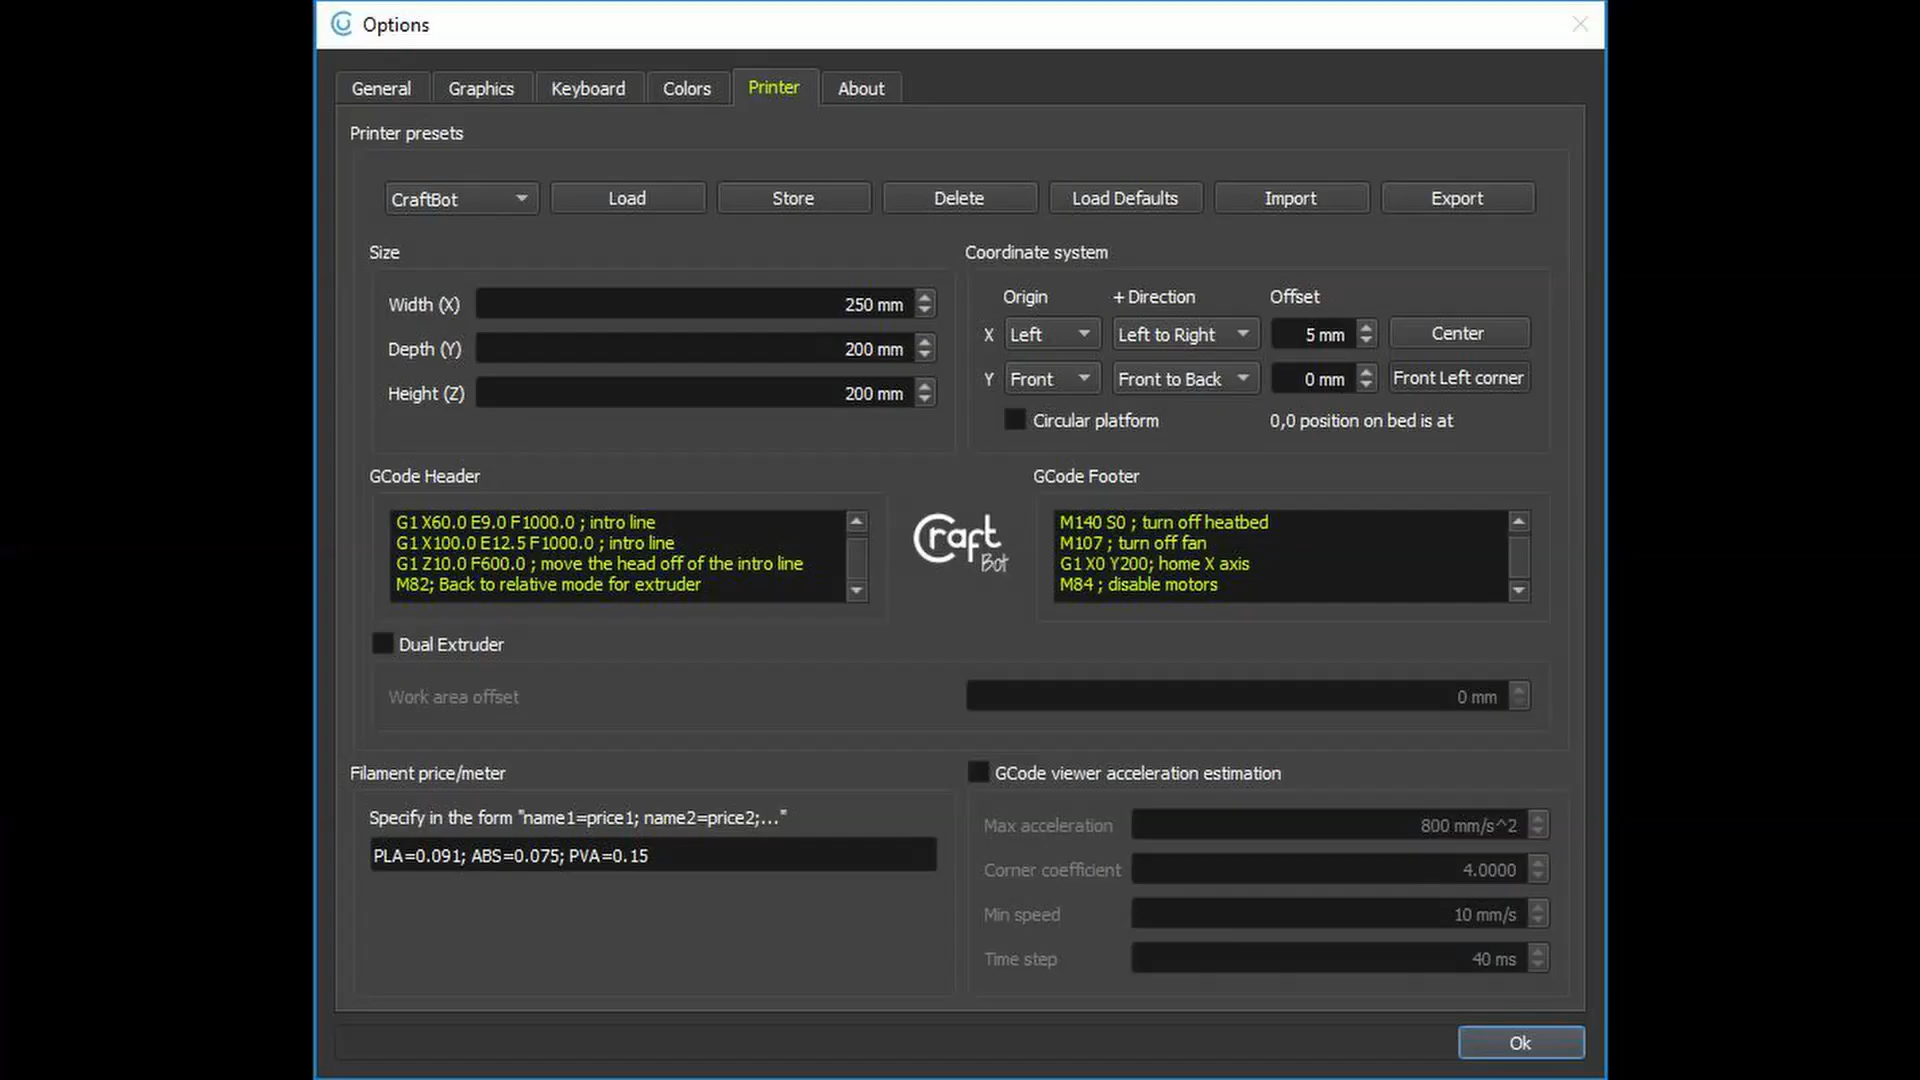 Options
General
Graphics
Keyboard
Colors
Printer
About
Printer presets
CraftBot
Load
Store
Delete
Load Defaults
Import
Export
Size
Width (X)
250 mm
Depth (Y)
200 mm
Height (Z)
200 mm
Coordinate system
Origin
+ Direction
Offset
X
Left
Left to Right
5 mm
Center
Y
Front
Front to Back
0 mm
Front Left corner
Circular platform
0,0 position on bed is at
GCode Header
G1 X60.0 E9.0 F1000.0 ; intro line
G1 X100.0 E12.5 F1000.0 ; intro line
G1 Z10.0 F600.0 ; move the head off of the intro line
M82; Back to relative mode for extruder
Craft
Bot
GCode Footer
M140 S0 ; turn off heatbed
M107 ; turn off fan
G1 X0 Y200; home X axis
M84 ; disable motors
Dual Extruder
Work area offset
0 mm
Filament price/meter
Specify in the form "name1=price1; name2=price2;..."
PLA=0.091; ABS=0.075; PVA=0.15
GCode viewer acceleration estimation
Max acceleration
800 mm/s^2
Corner coefficient
4.0000
Min speed
10 mm/s
Time step
40 ms
Ok